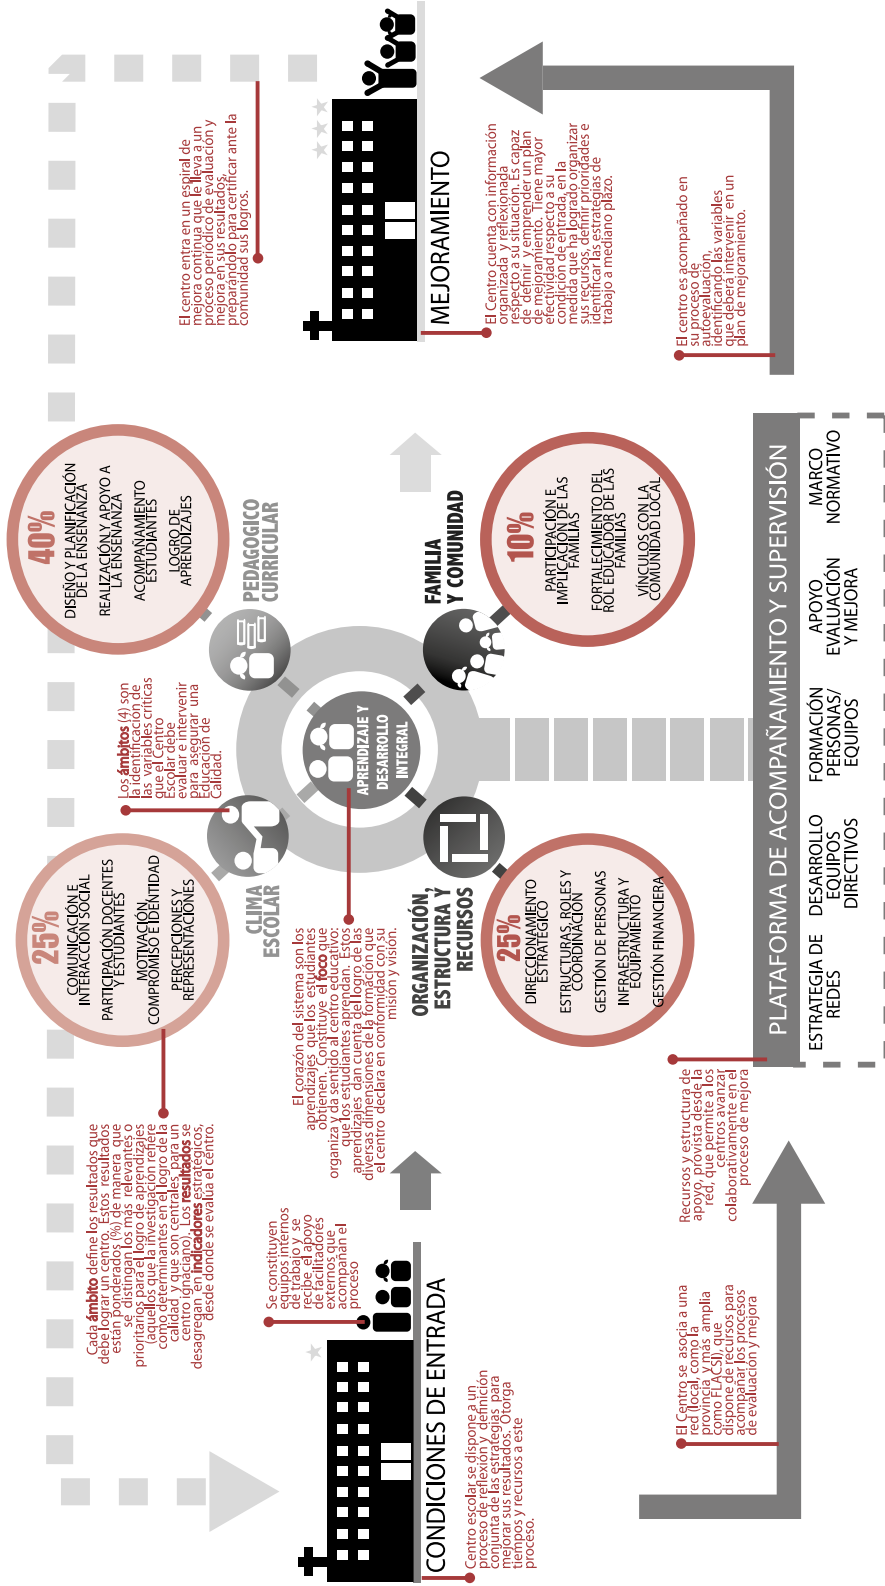 Cada ámbito define los resultados que
debe lograr un centro. Estos resultados
están ponderados (%) de manera que
se distingan los más relevantes o
prioritarios para el logro de aprendizajes
(aquellos que la investigación refiere
como determinantes en el logro de la
calidad y que son centrales para un
centro ignaciano). Los resultados se
desagregan en indicadores estratégicos,
desde donde se evalúa el centro.
25%
COMUNICACIÓN E
INTERACCIÓN SOCIAL
PARTICIPACIÓN DOCENTES
Y ESTUDIANTES
MOTIVACIÓN,
COMPROMISO E IDENTIDAD
PERCEPCIONES Y
REPRESENTACIONES
Los ámbitos (4) son
la identificación de
las variables críticas
que el Centro
Escolar debe
evaluar e intervenir
para asegurar una
Educación de
Calidad.
40%
DISEÑO Y PLANIFICACIÓN
DE LA ENSEÑANZA
REALIZACIÓN Y APOYO A
LA ENSEÑANZA
ACOMPAÑAMIENTO
ESTUDIANTES
LOGRO DE
APRENDIZAJES
El centro entra en un espiral de
mejora continua que le lleva a un
proceso periódico de evaluación y
mejora en sus resultados,
preparándolo para certificar ante la
comunidad sus logros.
CLIMA
ESCOLAR
PEDAGOGICO
CURRICULAR
Se constituyen
equipos internos
de trabajo y se
recibe el apoyo
de facilitadores
externos que
acompañan el
proceso
El corazón del sistema son los
aprendizajes que los estudiantes
obtienen. Constituye el foco que
organiza y da sentido al centro educativo:
que los estudiantes aprendan. Estos
aprendizajes dan cuenta del logro de las
diversas dimensiones de la formación que
el centro declara en conformidad con su
misión y visión.
APRENDIZAJE Y
DESARROLLO
INTEGRAL
CONDICIONES DE ENTRADA
ORGANIZACIÓN,
ESTRUCTURA Y
RECURSOS
FAMILIA
Y COMUNIDAD
MEJORAMIENTO
Centro escolar se dispone a un
proceso de reflexión y definición
conjunta de las estrategias para
mejorar sus resultados. Otorga
tiempos y recursos a este
proceso.
25%
DIRECCIONAMIENTO
ESTRATÉGICO
ESTRUCTURAS, ROLES Y
COORDINACIÓN
GESTIÓN DE PERSONAS
INFRAESTRUCTURA Y
EQUIPAMIENTO
GESTIÓN FINANCIERA
10%
PARTICIPACIÓN E
IMPLICACIÓN DE LAS
FAMILIAS
FORTALECIMIENTO DEL
ROL EDUCADOR DE LAS
FAMILIAS
VÍNCULOS CON LA
COMUNIDAD LOCAL
El Centro cuenta con información
organizada y reflexionada
respecto a su situación. Es capaz
de definir y emprender un plan
de mejoramiento. Tiene mayor
efectividad respecto a su
condición de entrada, en la
medida que ha logrado organizar
sus recursos, definir prioridades e
identificar las estrategias de
trabajo a mediano plazo.
El Centro se asocia a una
red (local, como la
provincia y más amplia
como FLACSI), que
dispone de recursos para
acompañar los procesos
de evaluación y mejora
Recursos y estructura de
apoyo, provista desde la
red, que permite a los
centros avanzar
colaborativamente en el
proceso de mejora
El centro es acompañado en
su proceso de
autoevaluación,
identificando las variables
que deberá intervenir en un
plan de mejoramiento.
PLATAFORMA DE ACOMPAÑAMIENTO Y SUPERVISIÓN
ESTRATEGIA DE
REDES
DESARROLLO
EQUIPOS
DIRECTIVOS
FORMACIÓN
PERSONAS/
EQUIPOS
APOYO
EVALUACIÓN
Y MEJORA
MARCO
NORMATIVO